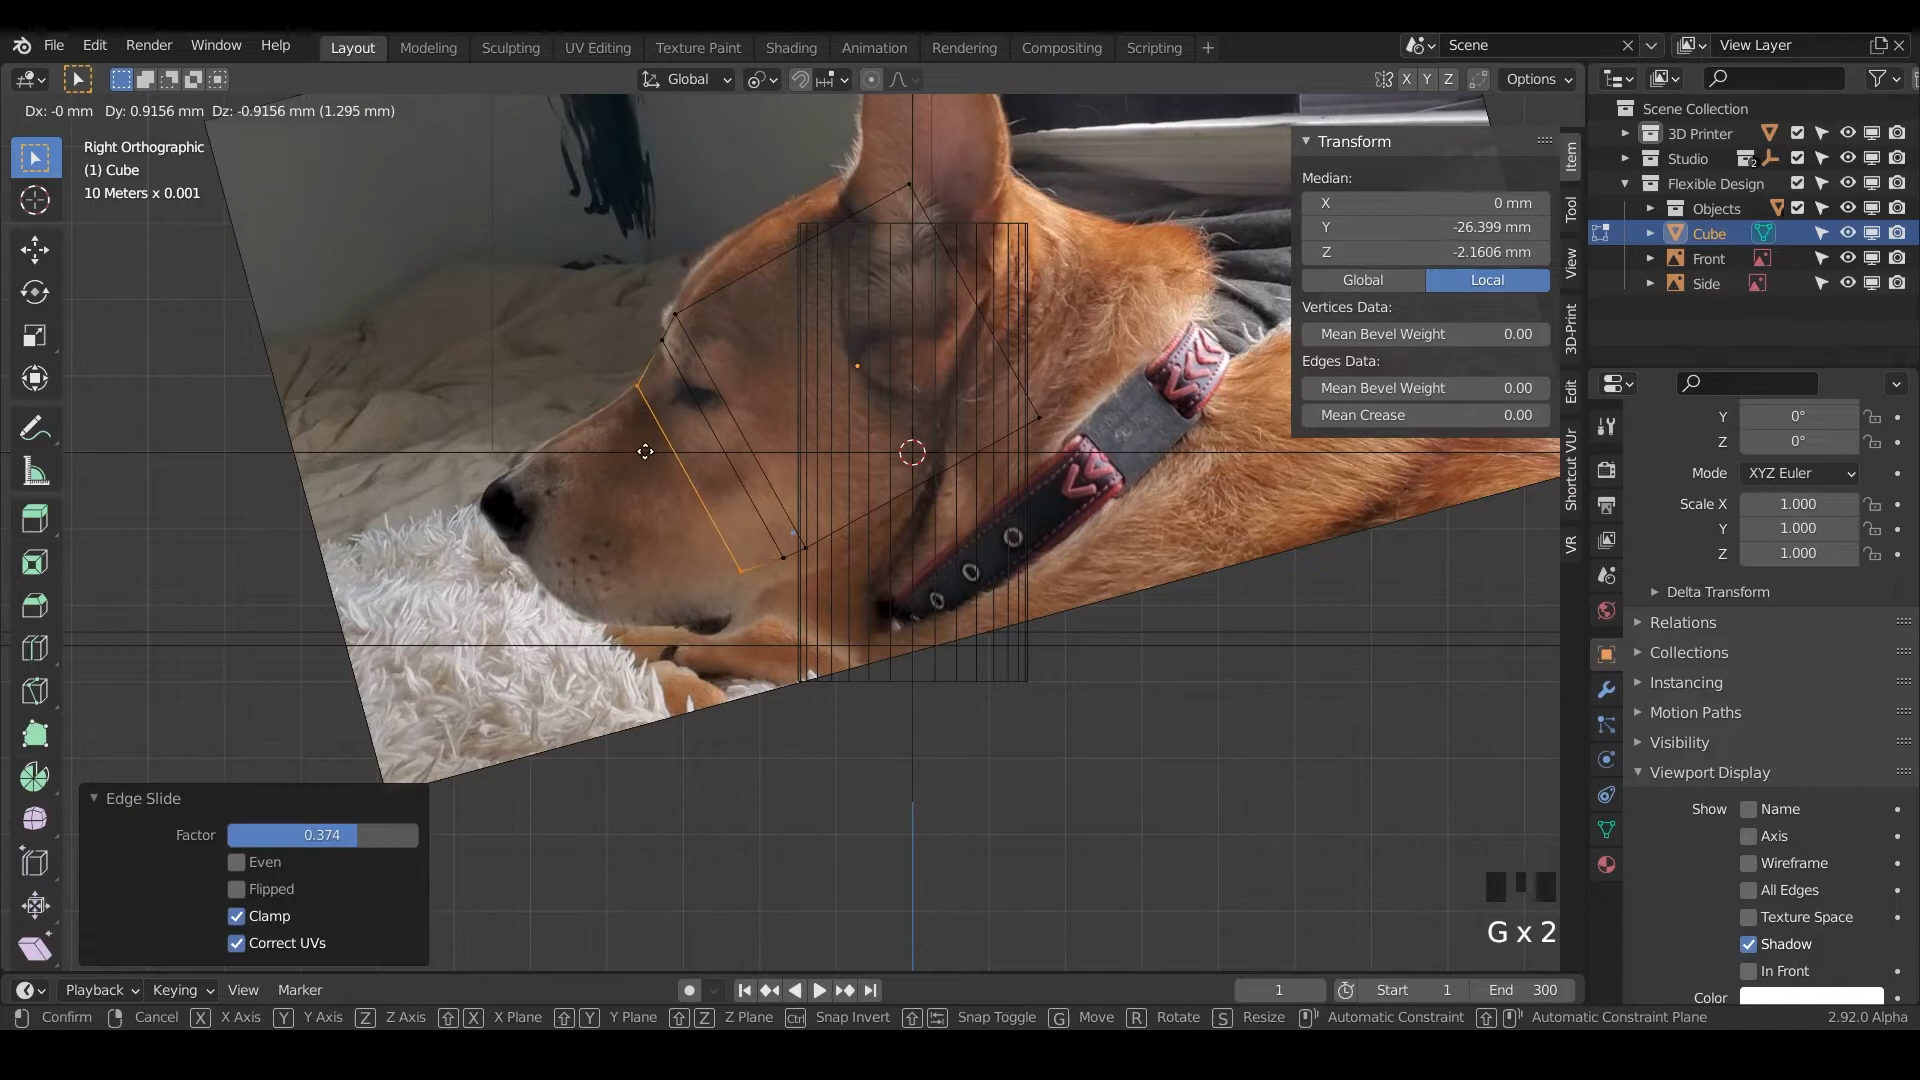 File Edit Render Window Help Layout Modeling Sculpting UV Editing Texture Paint Shading Animation Rendering Compositing Scripting + Scene View Layer
Global X Y Z Options
Dx: -0 mm Dy: 0.9156 mm Dz: -0.9156 mm (1.295 mm)
Right Orthographic
(1) Cube
10 Meters x 0.001
Transform
Median:
X 0 mm
Y -26.399 mm
Z -2.1606 mm
Global Local
Vertices Data:
Mean Bevel Weight 0.00
Edges Data:
Mean Bevel Weight 0.00
Mean Crease 0.00
Item
Tool
View
3D-Print
Edit
Shortcut VUr
VR
Scene Collection
3D Printer
Studio 2
Flexible Design
Objects
Cube
Front
Side
Y 0°
Z 0°
Mode XYZ Euler
Scale X 1.000
Y 1.000
Z 1.000
Delta Transform
Relations
Collections
Instancing
Motion Paths
Visibility
Viewport Display
Show Name
Axis
Wireframe
All Edges
Texture Space
Shadow
In Front
Color
Edge Slide
Factor 0.374
Even
Flipped
Clamp
Correct UVs
G x 2
Playback Keying View Marker 1 Start 1 End 300
Confirm Cancel X X Axis Y Y Axis Z Z Axis X X Plane Y Y Plane Z Z Plane Ctrl Snap Invert Snap Toggle G Move R Rotate S Resize Automatic Constraint Automatic Constraint Plane 2.92.0 Alpha